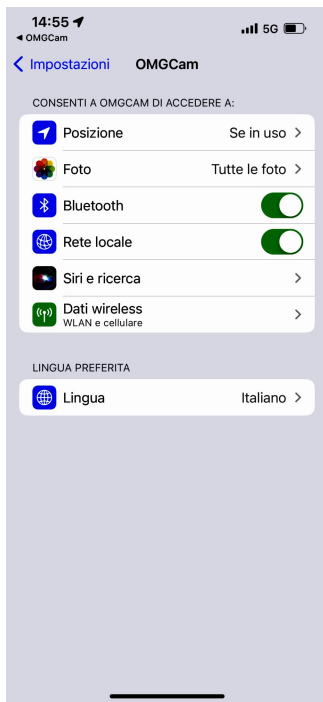 14:55
5G
◀ OMGCam
Impostazioni OMGCam
CONSENTI A OMGCAM DI ACCEDERE A:
Posizione Se in uso
Foto Tutte le foto
Bluetooth
Rete locale
Siri e ricerca
Dati wireless
WLAN e cellulare
LINGUA PREFERITA
Lingua Italiano